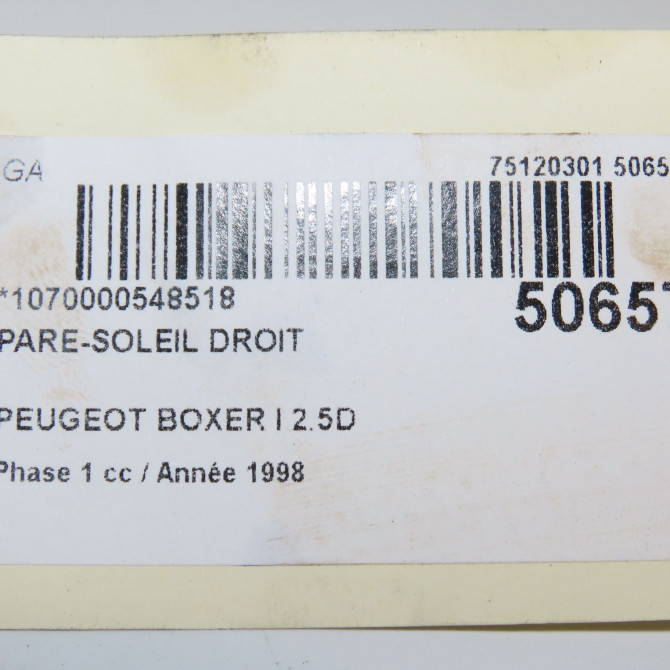 GA
75120301 5065
*1070000548518
5065
PARE-SOLEIL DROIT
PEUGEOT BOXER I 2.5D
Phase 1 cc / Année 1998